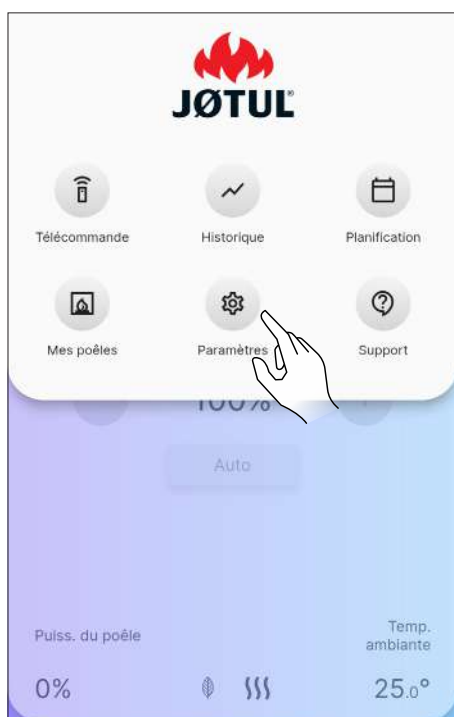 JØTUL®
Télécommande
Historique
Planification
Mes poêles
Paramètres
Support
100%
Auto
Puiss. du poêle
Temp.
ambiante
0%
25.0°